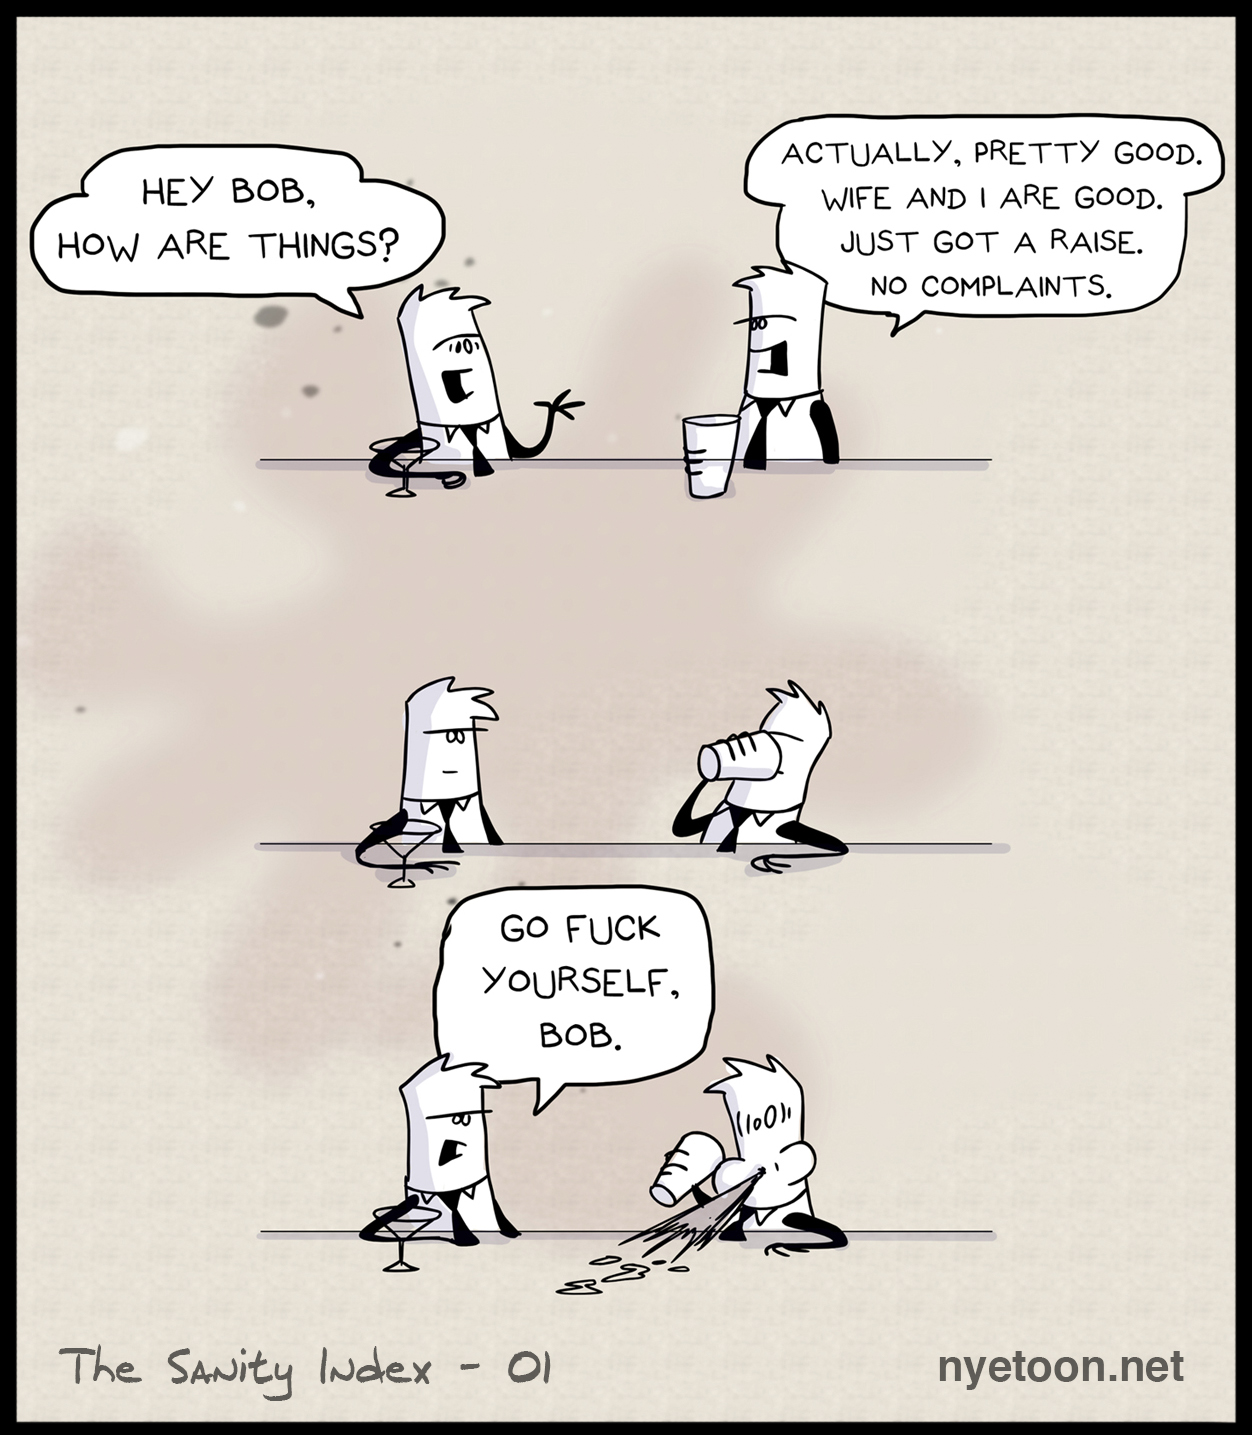 HEY BOB,
HOW ARE THINGS?
ACTUALLY, PRETTY GOOD.
WIFE AND I ARE GOOD.
JUST GOT A RAISE.
NO COMPLAINTS.
GO FUCK
YOURSELF,
BOB.
The Sanity Index - 01
nyetoon.net